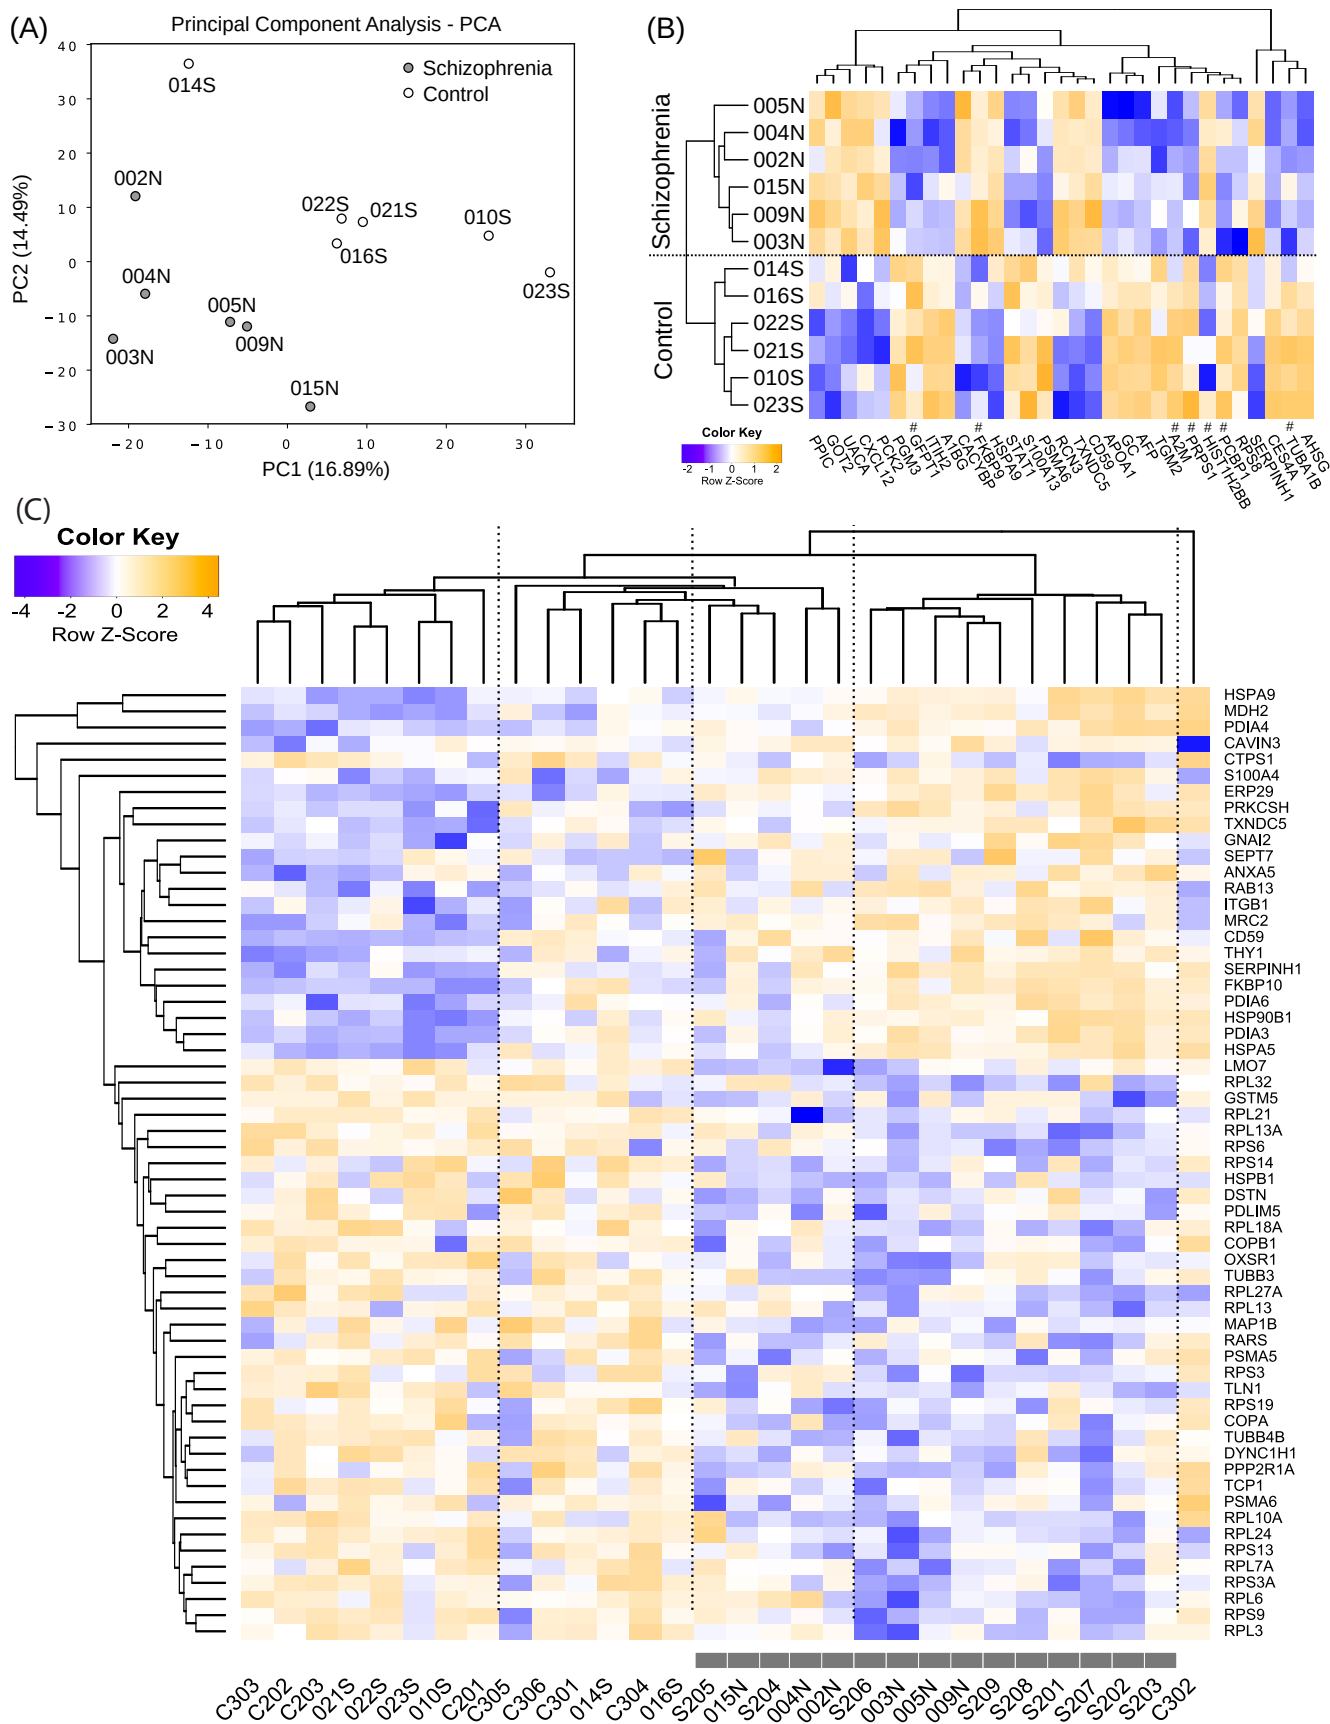 (A)
Principal Component Analysis - PCA
Schizophrenia
Control
PC2 (14.49%)
40
30
20
10
0
−10
−20
−30
014S
002N
022S
021S
010S
016S
023S
004N
005N
009N
003N
015N
−20
−10
0
10
20
30
PC1 (16.89%)
(B)
Schizophrenia
Control
005N
004N
002N
015N
009N
003N
014S
016S
022S
021S
010S
023S
Color Key
-2 -1 0 1 2
Row Z-Score
# # # # # # #
PPIC
GOT2
UACA
CXCL12
PCK2
PGM3
GFPT1
ITIH2
A1BG
CACYBP
FKBP9
HSPA9
STAT1
S100A13
PSMA6
RCN3
TXNDC5
CD59
APOA1
GC
AFP
TGM2
A2M
PRPS1
HIST1H2BB
PCBP1
RPS8
SERPINH1
CES4A
TUBA1B
AHSG
(C)
Color Key
-4 -2 0 2 4
Row Z-Score
HSPA9
MDH2
PDIA4
CAVIN3
CTPS1
S100A4
ERP29
PRKCSH
TXNDC5
GNAI2
SEPT7
ANXA5
RAB13
ITGB1
MRC2
CD59
THY1
SERPINH1
FKBP10
PDIA6
HSP90B1
PDIA3
HSPA5
LMO7
RPL32
GSTM5
RPL21
RPL13A
RPS6
RPS14
HSPB1
DSTN
PDLIM5
RPL18A
COPB1
OXSR1
TUBB3
RPL27A
RPL13
MAP1B
RARS
PSMA5
RPS3
TLN1
RPS19
COPA
TUBB4B
DYNC1H1
PPP2R1A
TCP1
PSMA6
RPL10A
RPL24
RPS13
RPL7A
RPS3A
RPL6
RPS9
RPL3
C303
C202
C203
021S
022S
023S
010S
C201
C305
C306
C301
014S
C304
016S
S205
015N
S204
004N
002N
S206
003N
005N
009N
S209
S208
S201
S207
S202
S203
C302